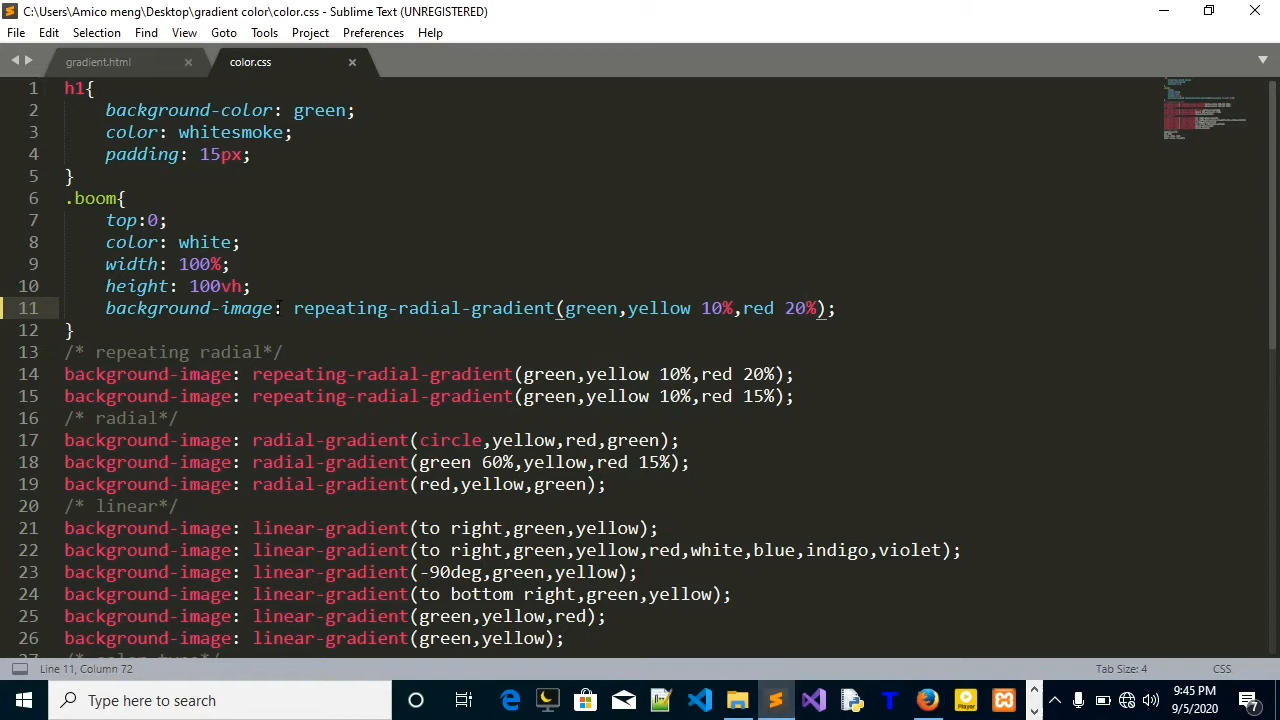 C:\Users\Amico meng\Desktop\gradient color\color.css - Sublime Text (UNREGISTERED)
File Edit Selection Find View Goto Tools Project Preferences Help
gradient.html color.css
1 h1{
2 background-color: green;
3 color: whitesmoke;
4 padding: 15px;
5 }
6 .boom{
7 top:0;
8 color: white;
9 width: 100%;
10 height: 100vh;
11 background-image: repeating-radial-gradient(green,yellow 10%,red 20%);
12 }
13 /* repeating radial*/
14 background-image: repeating-radial-gradient(green,yellow 10%,red 20%);
15 background-image: repeating-radial-gradient(green,yellow 10%,red 15%);
16 /* radial*/
17 background-image: radial-gradient(circle,yellow,red,green);
18 background-image: radial-gradient(green 60%,yellow,red 15%);
19 background-image: radial-gradient(red,yellow,green);
20 /* linear*/
21 background-image: linear-gradient(to right,green,yellow);
22 background-image: linear-gradient(to right,green,yellow,red,white,blue,indigo,violet);
23 background-image: linear-gradient(-90deg,green,yellow);
24 background-image: linear-gradient(to bottom right,green,yellow);
25 background-image: linear-gradient(green,yellow,red);
26 background-image: linear-gradient(green,yellow);
27 /* color type*/
Line 11, Column 72 Tab Size: 4 CSS
Type here to search
Player
9:45 PM
9/5/2020
7